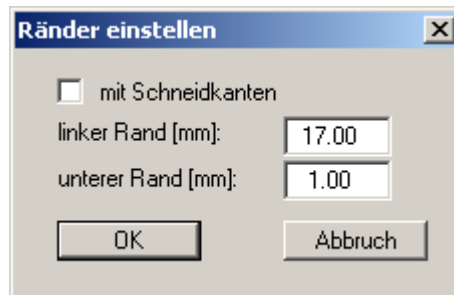 Ränder einstellen
mit Schneidkanten
linker Rand [mm]: 17.00
unterer Rand [mm]: 1.00
OK Abbruch